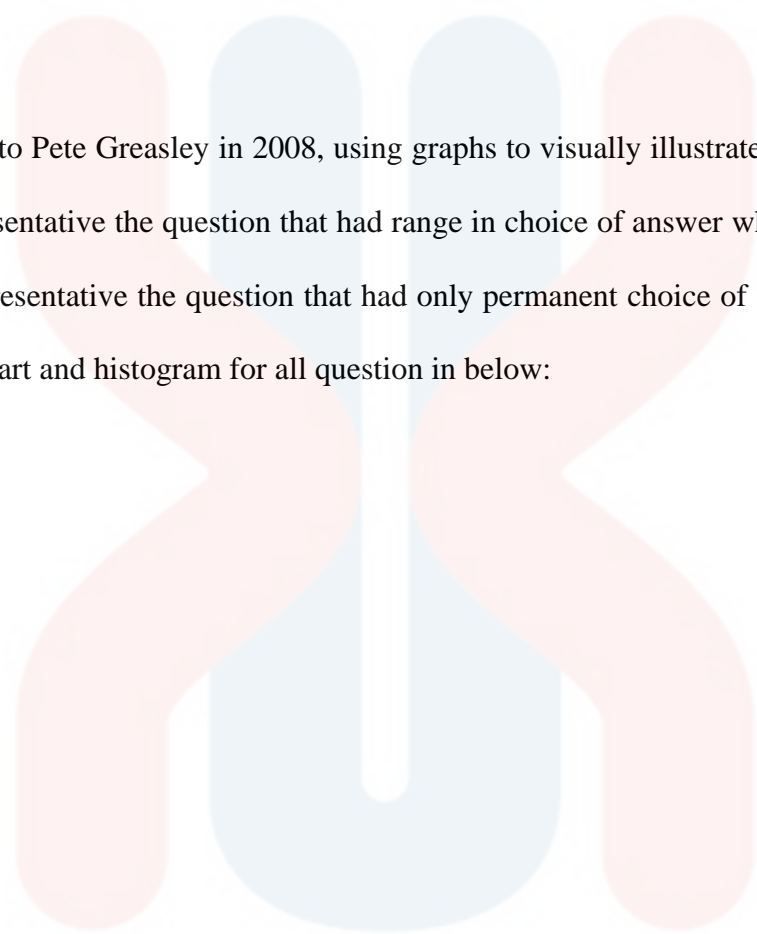 to Pete Greasley in 2008, using graphs to visually illustrate
sentative the question that had range in choice of answer wh
resentative the question that had only permanent choice of
art and histogram for all question in below: